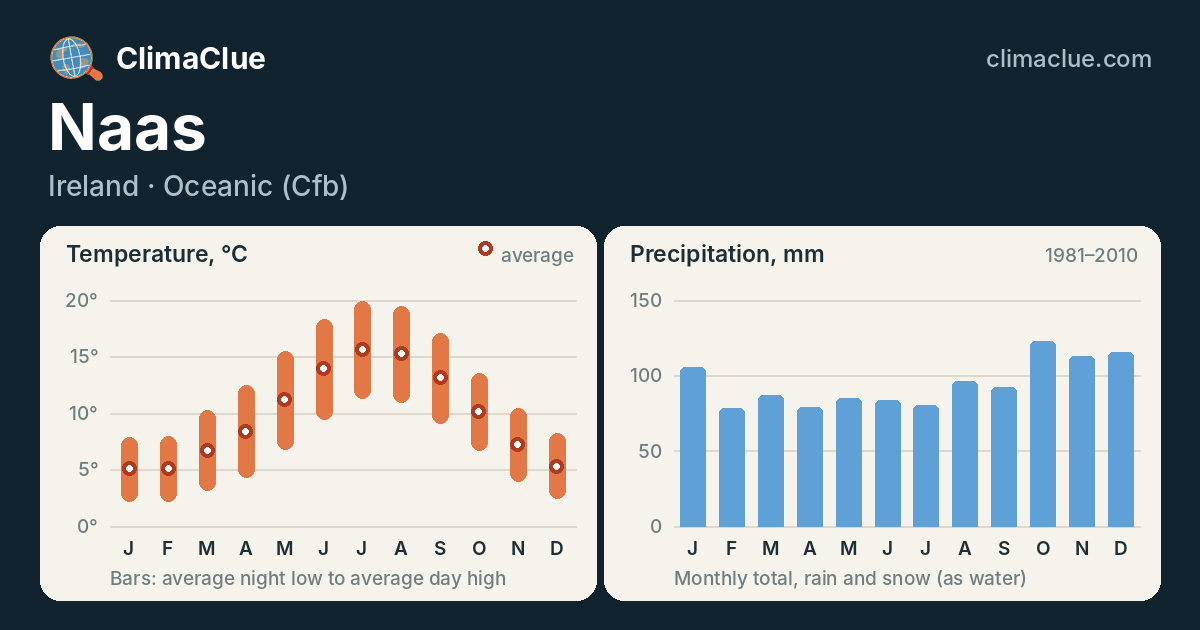 ClimaClue
climaclue.com
Naas
Ireland · Oceanic (Cfb)
Temperature, °C
average
20°
15°
10°
5°
0°
J F M A M J J A S O N D
Bars: average night low to average day high
Precipitation, mm
1981–2010
150
100
50
0
J F M A M J J A S O N D
Monthly total, rain and snow (as water)